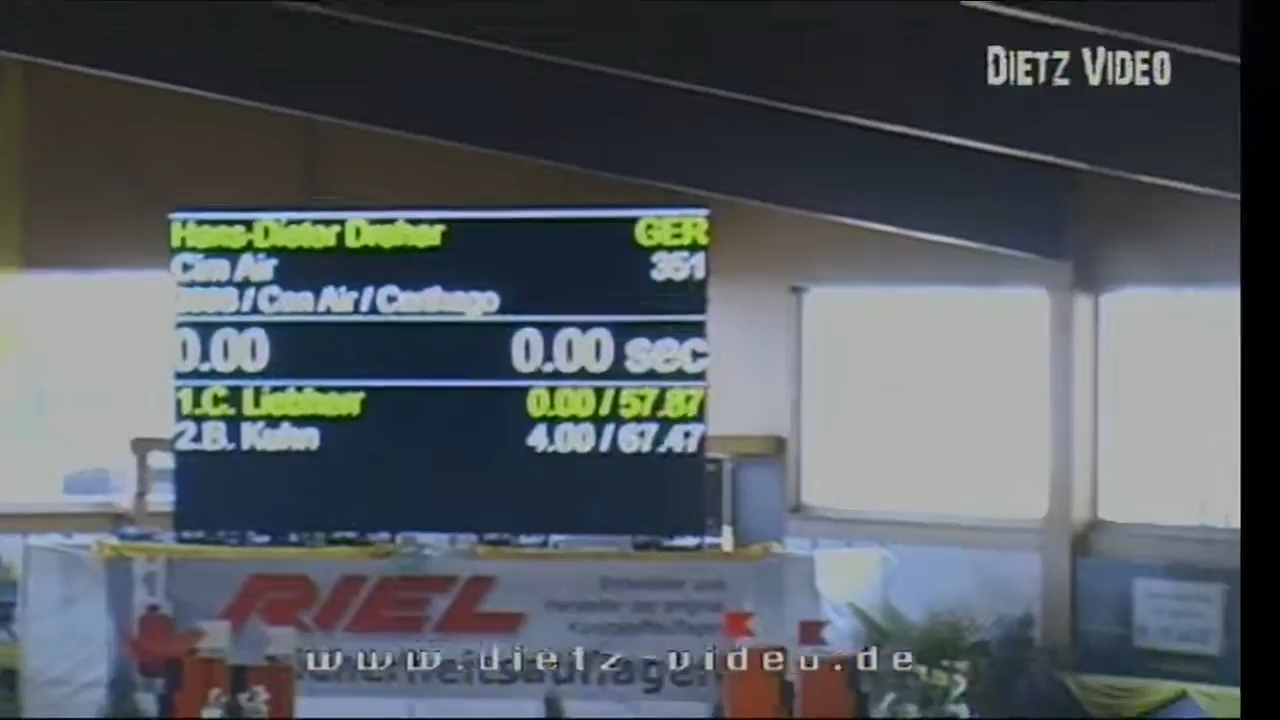 DIETZ VIDEO
Hans-Dieter Dreher GER
Cim Air 351
/ Con Air / Carthago
0.00 0.00 sec
1.C. Liebherr 0.00 / 57.87
2.B. Kuhn 4.00 / 67.47
RIEL
www.dietz-video.de